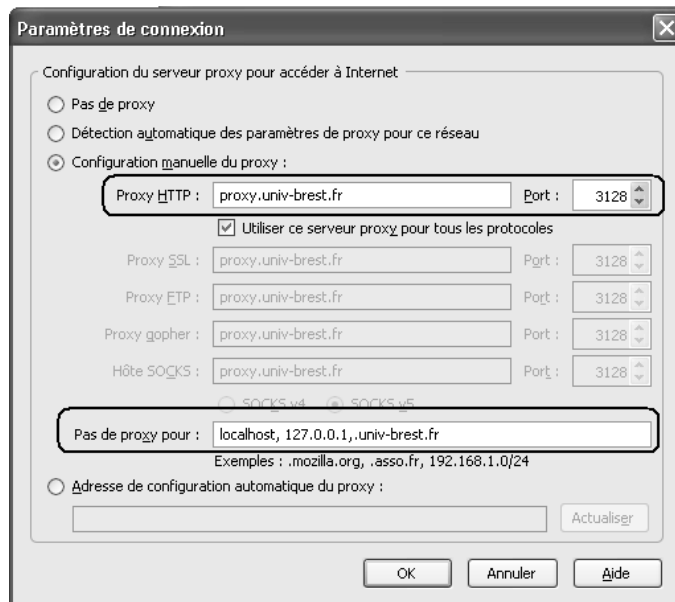 Paramètres de connexion
Configuration du serveur proxy pour accéder à Internet
Pas de proxy
Détection automatique des paramètres de proxy pour ce réseau
Configuration manuelle du proxy :
Proxy HTTP : proxy.univ-brest.fr Port : 3128
Utiliser ce serveur proxy pour tous les protocoles
Proxy SSL : proxy.univ-brest.fr Port : 3128
Proxy FTP : proxy.univ-brest.fr Port : 3128
Proxy gopher : proxy.univ-brest.fr Port : 3128
Hôte SOCKS : proxy.univ-brest.fr Port : 3128
SOCKS v4 SOCKS v5
Pas de proxy pour : localhost, 127.0.0.1,.univ-brest.fr
Exemples : .mozilla.org, .asso.fr, 192.168.1.0/24
Adresse de configuration automatique du proxy :
Actualiser
OK Annuler Aide